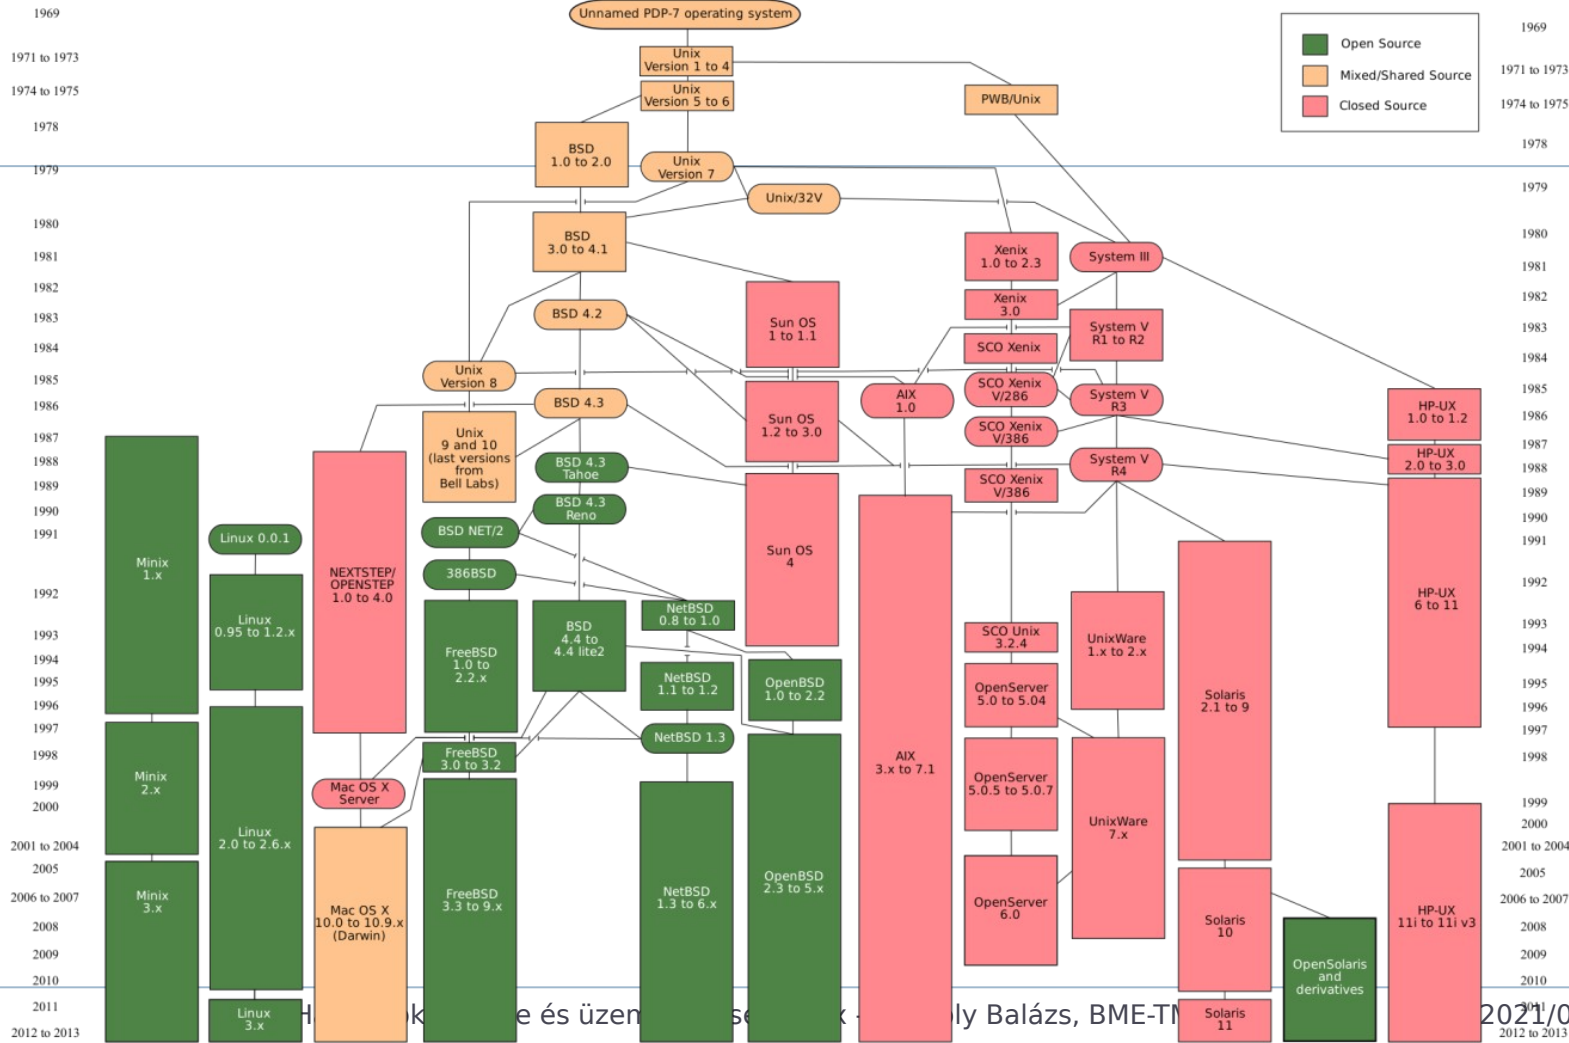 Unnamed PDP-7 operating system
Unix
Version 1 to 4
Unix
Version 5 to 6
PWB/Unix
Open Source
Mixed/Shared Source
Closed Source
BSD
1.0 to 2.0
Unix
Version 7
Unix/32V
BSD
3.0 to 4.1
Xenix
1.0 to 2.3
System III
Sun OS
1 to 1.1
Xenix
3.0
BSD 4.2
System V
R1 to R2
SCO Xenix
Unix
Version 8
SCO Xenix
V/286
BSD 4.3
AIX
1.0
System V
R3
HP-UX
1.0 to 1.2
Sun OS
1.2 to 3.0
SCO Xenix
V/386
Unix
9 and 10
(last versions
from
Bell Labs)
HP-UX
2.0 to 3.0
BSD 4.3
Tahoe
System V
R4
SCO Xenix
V/386
BSD 4.3
Reno
BSD NET/2
Linux 0.0.1
Sun OS
4
Minix
1.x
NEXTSTEP/
OPENSTEP
1.0 to 4.0
386BSD
HP-UX
6 to 11
Linux
0.95 to 1.2.x
NetBSD
0.8 to 1.0
BSD
4.4 to
4.4 lite2
SCO Unix
3.2.4
UnixWare
1.x to 2.x
FreeBSD
1.0 to
2.2.x
NetBSD
1.1 to 1.2
OpenBSD
1.0 to 2.2
OpenServer
5.0 to 5.04
Solaris
2.1 to 9
NetBSD 1.3
FreeBSD
3.0 to 3.2
AIX
3.x to 7.1
Minix
2.x
Mac OS X
Server
OpenServer
5.0.5 to 5.0.7
Linux
2.0 to 2.6.x
UnixWare
7.x
Minix
3.x
FreeBSD
3.3 to 9.x
NetBSD
1.3 to 6.x
OpenBSD
2.3 to 5.x
OpenServer
6.0
Mac OS X
10.0 to 10.9.x
(Darwin)
Solaris
10
HP-UX
11i to 11i v3
OpenSolaris
and
derivatives
Linux
3.x
Solaris
11
és Balázs, 2021/0
1969
1971 to 1973
1974 to 1975
1978
1979
1980
1981
1982
1983
1984
1985
1986
1987
1988
1989
1990
1991
1992
1993
1994
1995
1996
1997
1998
1999
2000
2001 to 2004
2005
2006 to 2007
2008
2009
2010
2011
2012 to 2013
1969
1971 to 1973
1974 to 1975
1978
1979
1980
1981
1982
1983
1984
1985
1986
1987
1988
1989
1990
1991
1992
1993
1994
1995
1996
1997
1998
1999
2000
2001 to 2004
2005
2006 to 2007
2008
2009
2010
2011
2012 to 2013